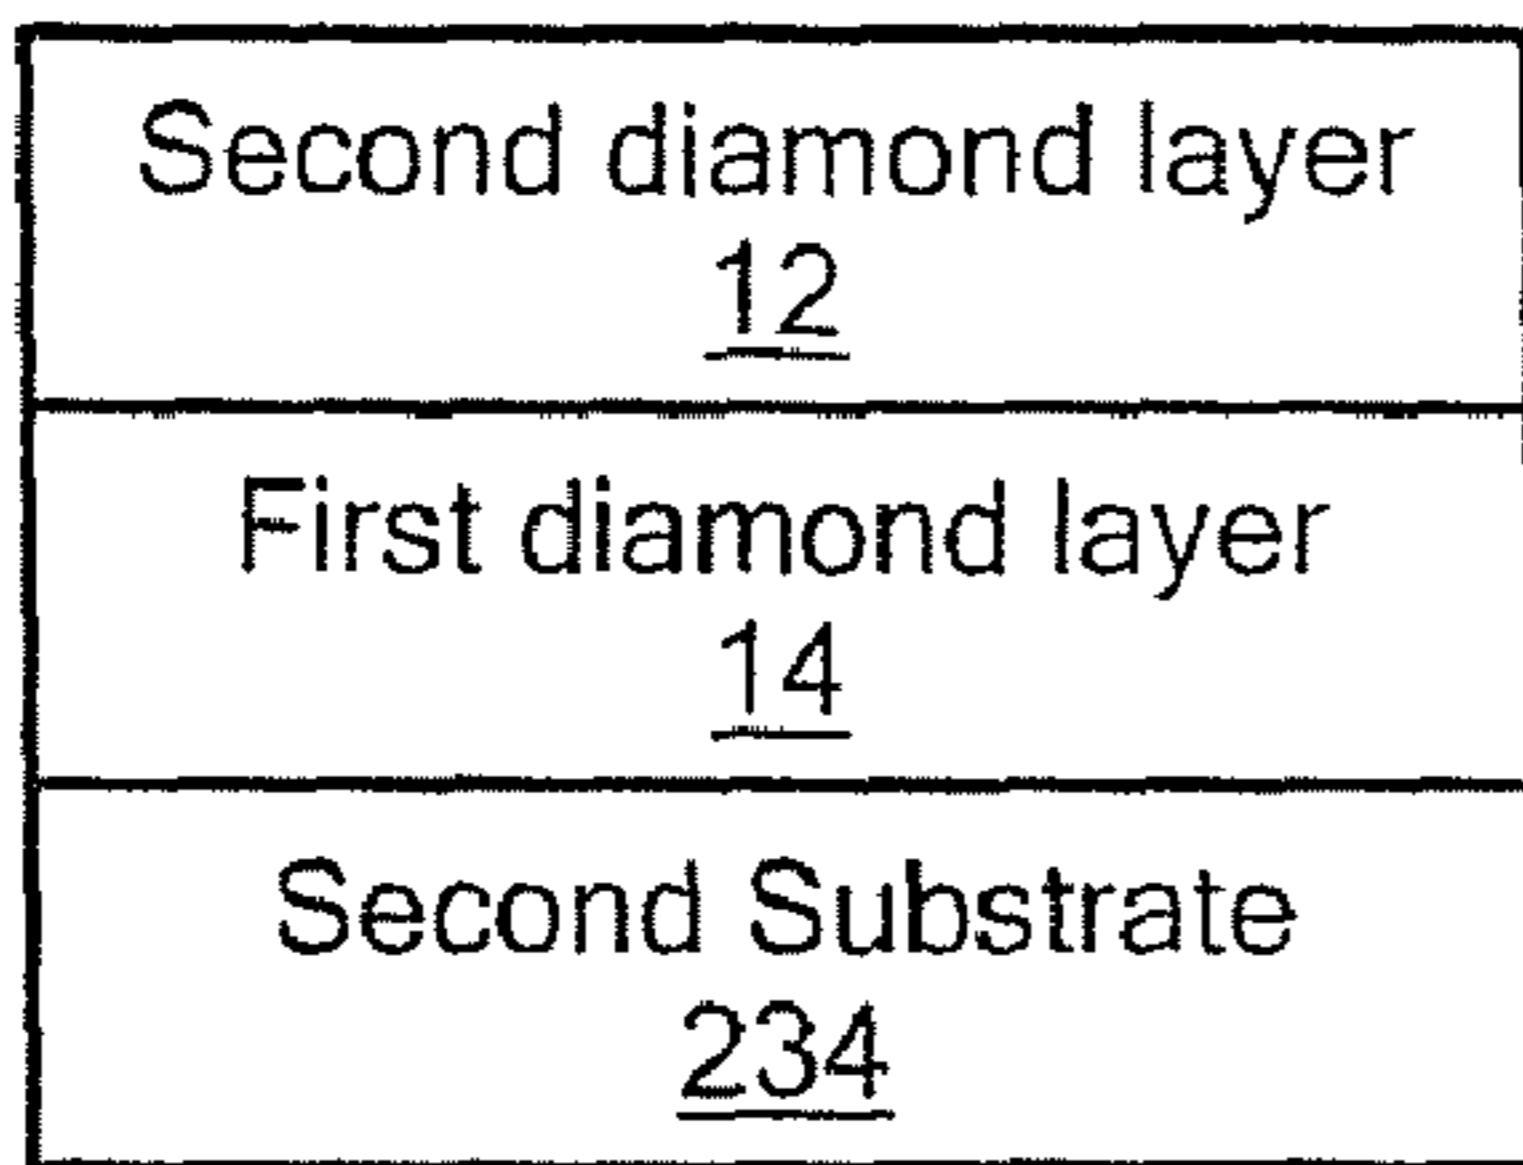 Second diamond layer
12
First diamond layer
14
Second Substrate
234